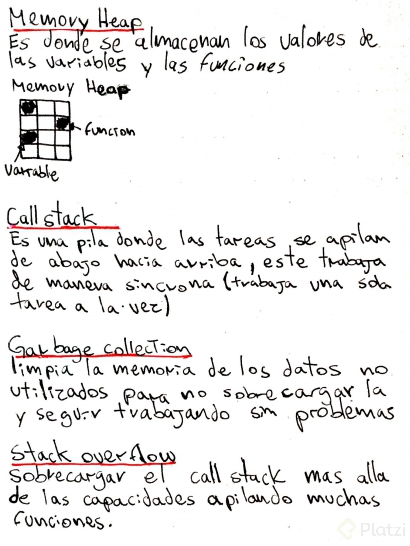 Memory Heap
Es donde se almacenan los valores de
las variables y las funciones
Memory Heap
funcion
Variable
Call stack
Es una pila donde las tareas se apilan
de abajo hacia arriba, este trabaja
de manera sincrona (trabaja una sola
tarea a la vez)
Garbage collection
limpia la memoria de los datos no
utilizados para no sobrecargar la
y seguir trabajando sin problemas
Stack overflow
sobrecargar el call stack mas alla
de las capacidades apilando muchas
funciones.
Platzi